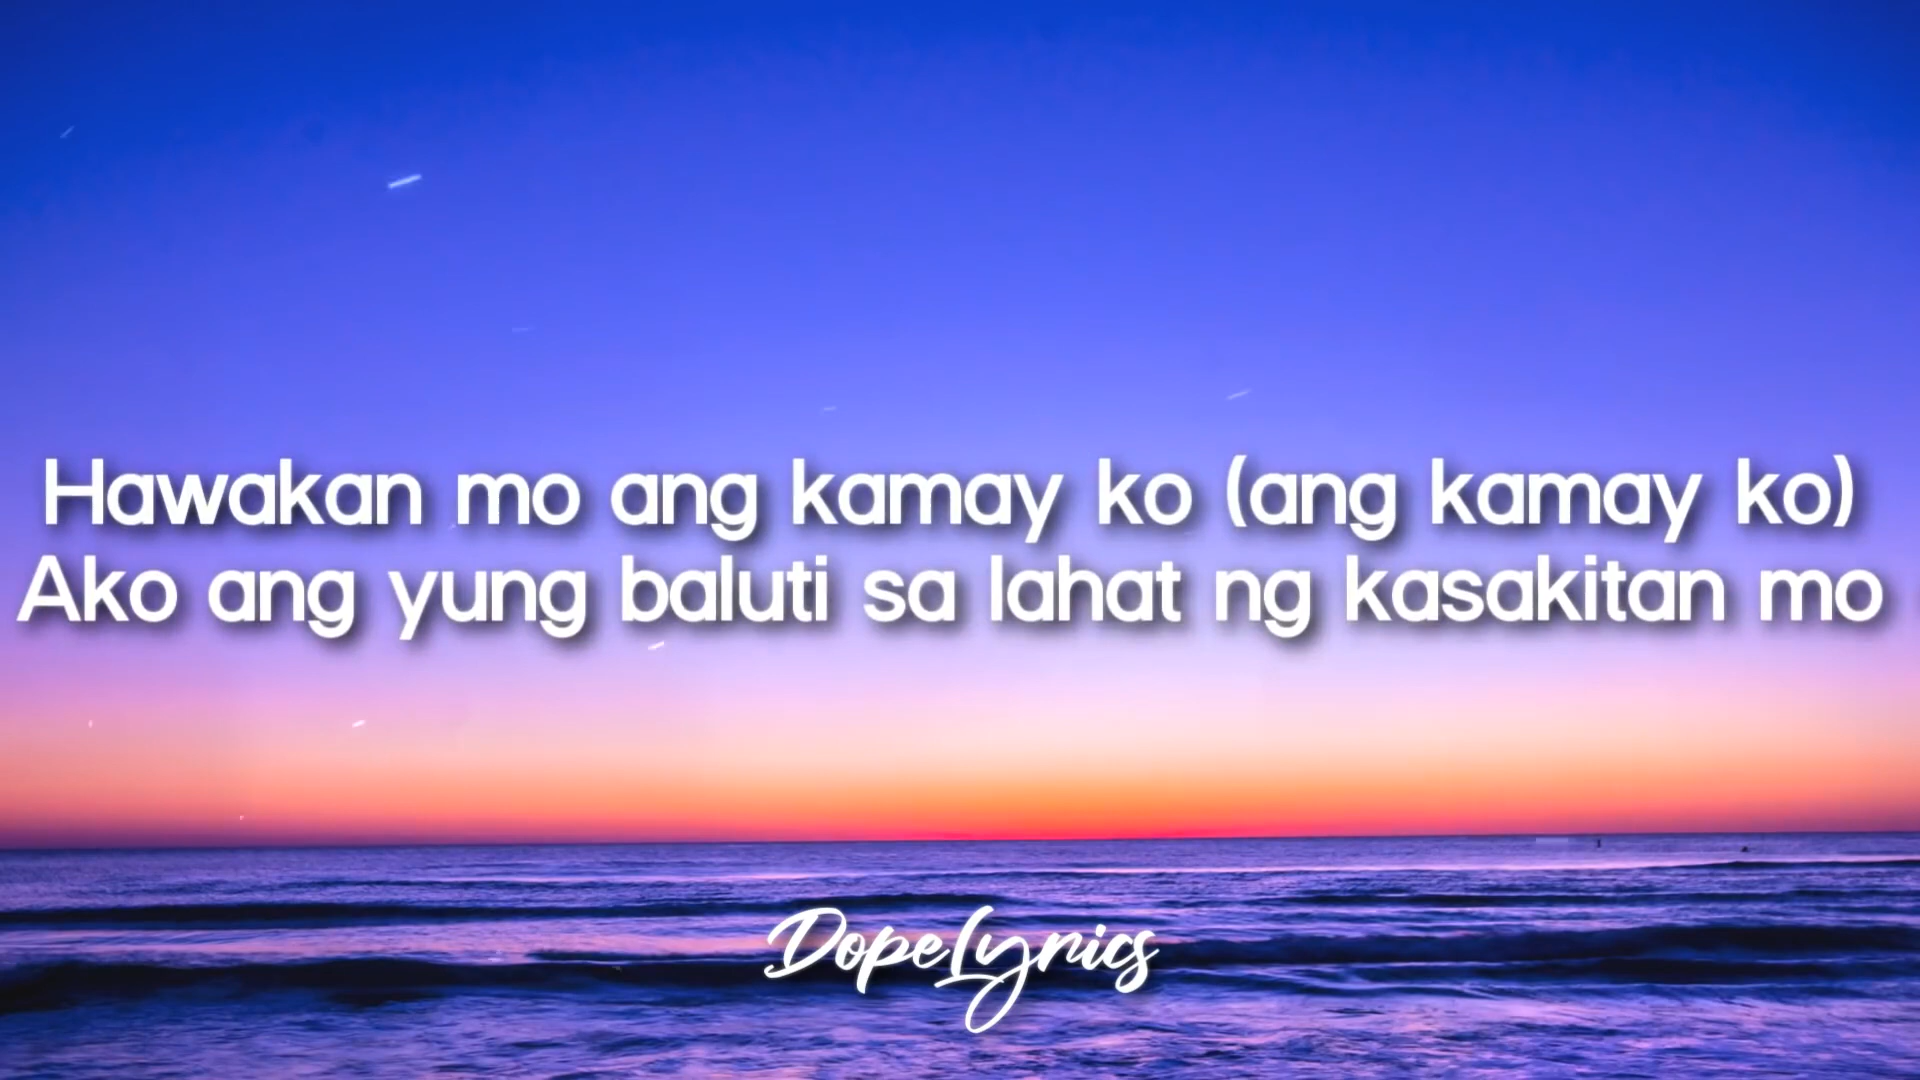 Hawakan mo ang kamay ko (ang kamay ko)
Ako ang yung baluti sa lahat ng kasakitan mo
DopeLyrics